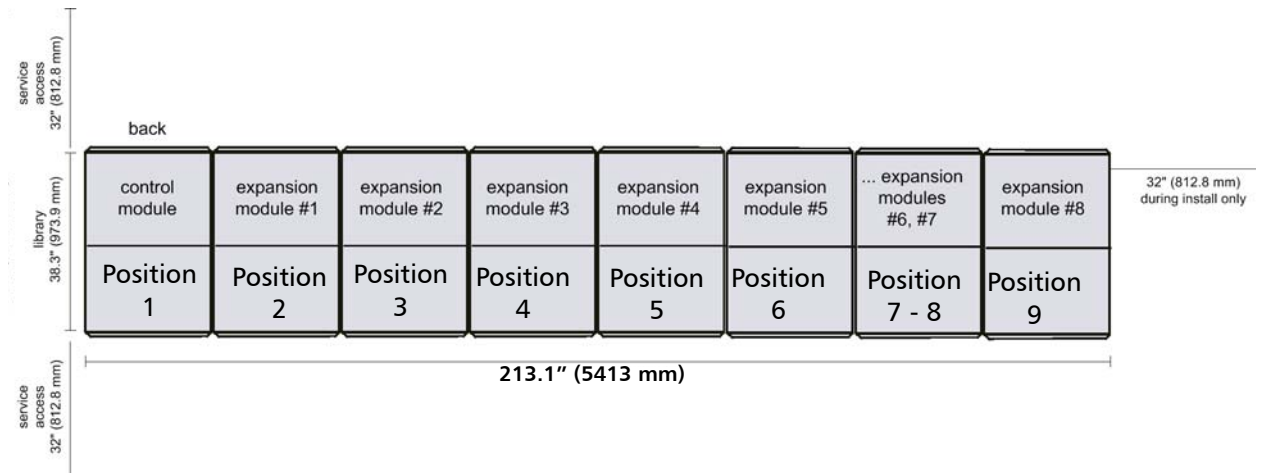 service
access
32" (812.8 mm)
back
library
38.3" (973.9 mm)
control
module
expansion
module #1
expansion
module #2
expansion
module #3
expansion
module #4
expansion
module #5
... expansion
modules
#6, #7
expansion
module #8
32" (812.8 mm)
during install only
Position
1
Position
2
Position
3
Position
4
Position
5
Position
6
Position
7 - 8
Position
9
213.1” (5413 mm)
service
access
32" (812.8 mm)